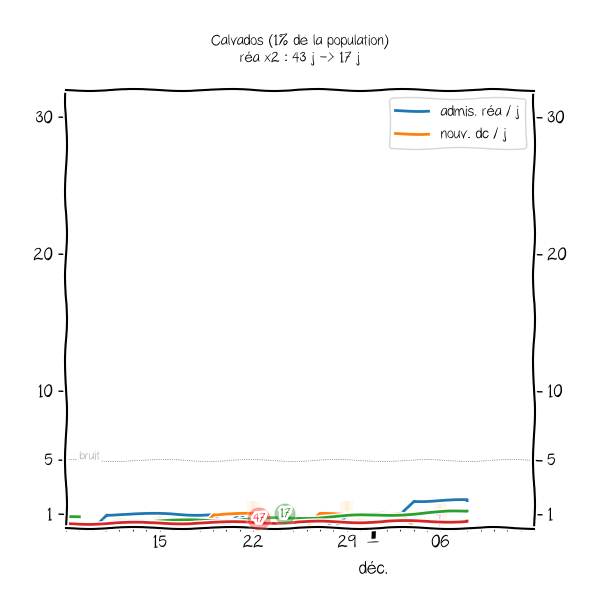 Calvados (1% de la population)
réa x2 : 43 j -> 17 j
admis. réa / j
nouv. dc / j
30
30
20
20
10
10
5
bruit
5
1
47
17
1
15
22
29
06
déc.